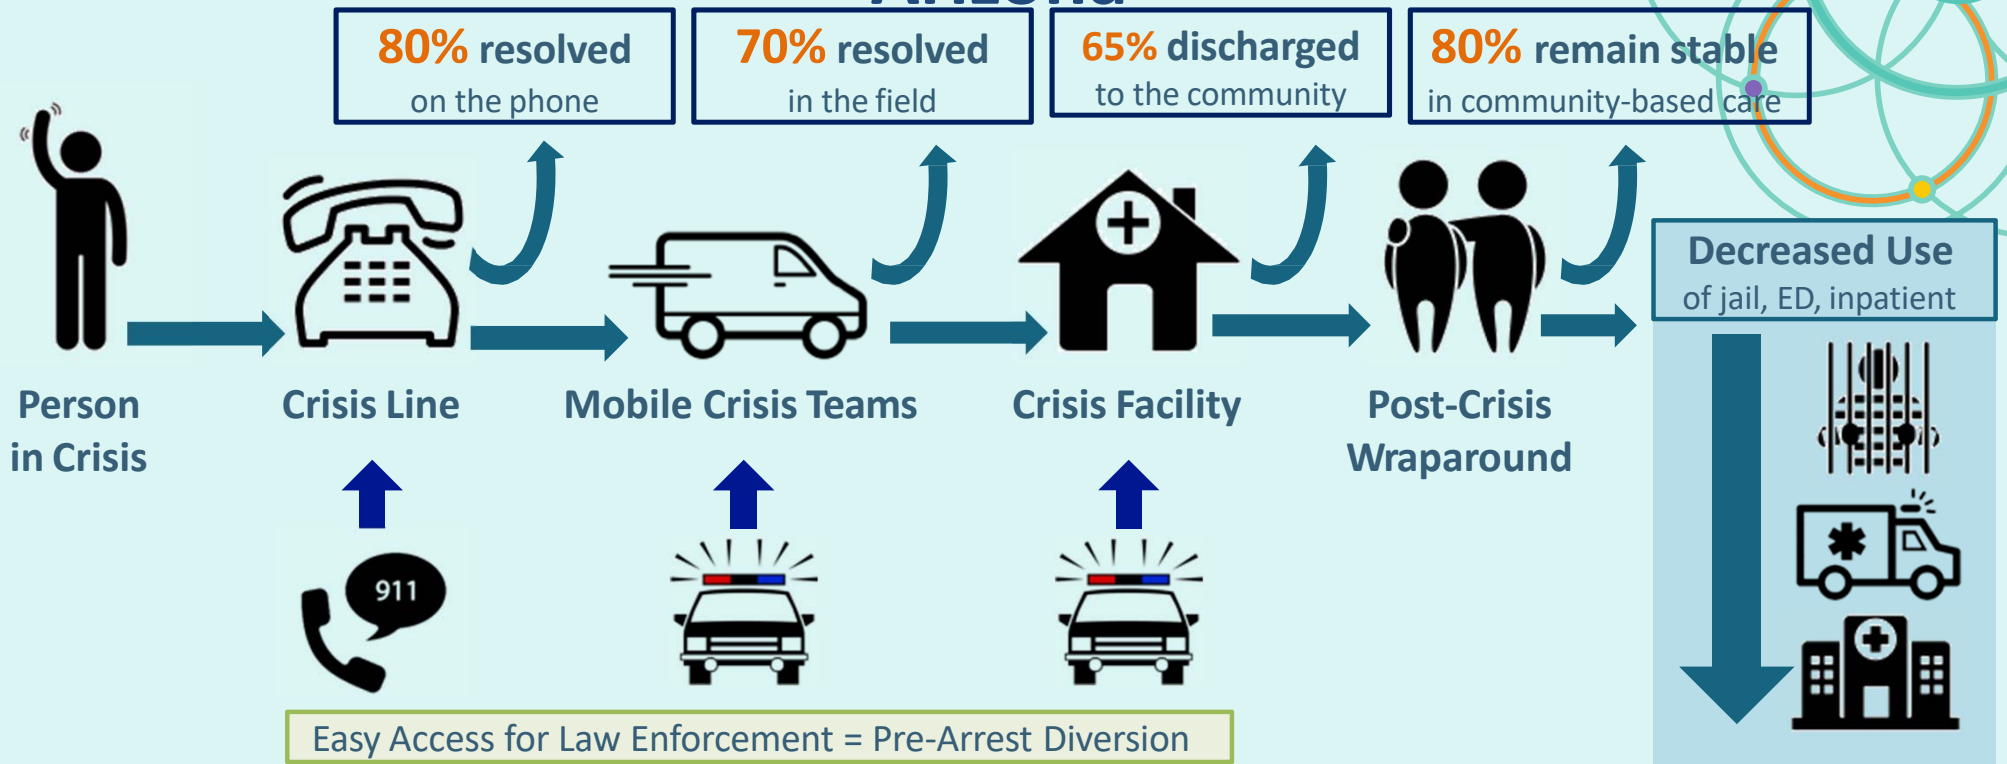 Arizona
80% resolved
on the phone
70% resolved
in the field
65% discharged
to the community
80% remain stable
in community-based care
Decreased Use
of jail, ED, inpatient
Person
in Crisis
Crisis Line
Mobile Crisis Teams
Crisis Facility
Post-Crisis
Wraparound
911
Easy Access for Law Enforcement = Pre-Arrest Diversion